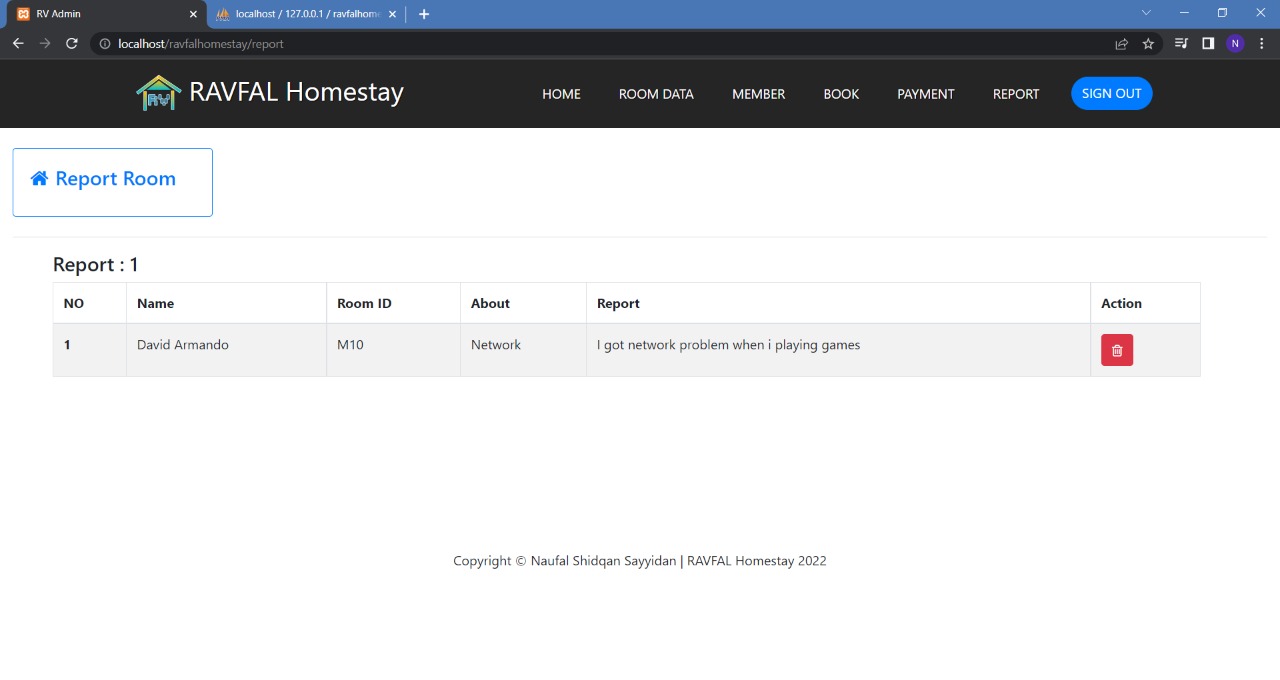 RV Admin
localhost / 127.0.0.1 / ravfalhome
localhost/ravfalhomestay/report
N
RV
RAVFAL Homestay
HOME
ROOM DATA
MEMBER
BOOK
PAYMENT
REPORT
SIGN OUT
Report Room
Report : 1
NO Name Room ID About Report Action
1 David Armando M10 Network I got network problem when i playing games
Copyright © Naufal Shidqan Sayyidan | RAVFAL Homestay 2022